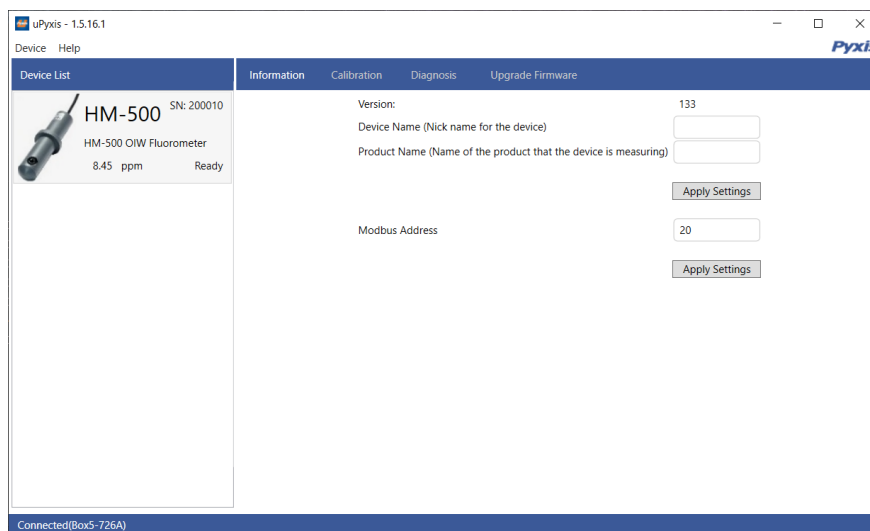 uPyxis - 1.5.16.1
Device Help
Device List
Information Calibration Diagnosis Upgrade Firmware
HM-500 SN: 200010
HM-500 OIW Fluorometer
8.45 ppm Ready
Version: 133
Device Name (Nick name for the device)
Product Name (Name of the product that the device is measuring)
Apply Settings
Modbus Address 20
Apply Settings
Connected(Box5-726A)